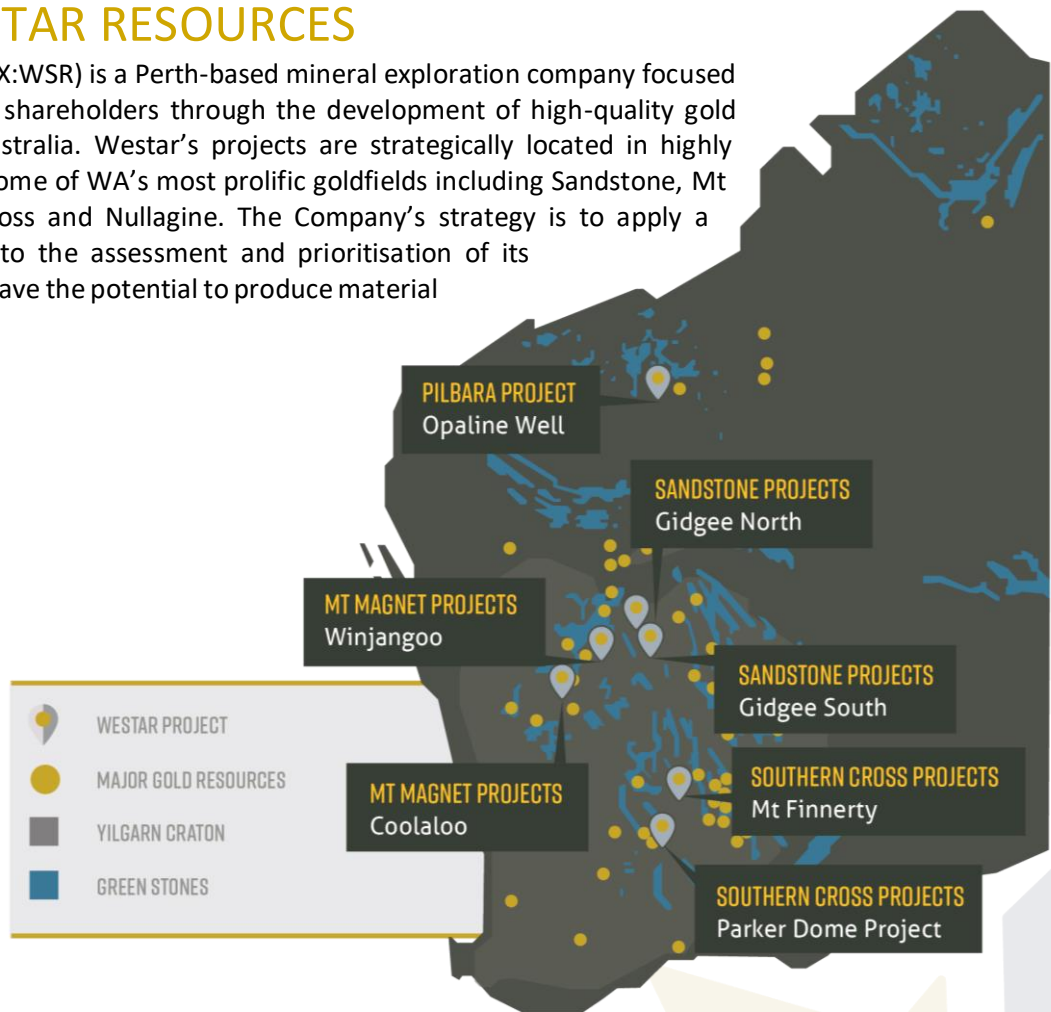 TAR RESOURCES
X:WSR) is a Perth-based mineral exploration company focused
shareholders through the development of high-quality gold
stralia. Westar's projects are strategically located in highly
ome of WA's most prolific goldfields including Sandstone, Mt
oss and Nullagine. The Company's strategy is to apply a
to the assessment and prioritisation of its
ave the potential to produce material
PILBARA PROJECT
Opaline Well
SANDSTONE PROJECTS
Gidgee North
MT MAGNET PROJECTS
Winjangoo
SANDSTONE PROJECTS
Gidgee South
WESTAR PROJECT
MAJOR GOLD RESOURCES
YILGARN CRATON
GREEN STONES
MT MAGNET PROJECTS
Coolaloo
SOUTHERN CROSS PROJECTS
Mt Finnerty
SOUTHERN CROSS PROJECTS
Parker Dome Project